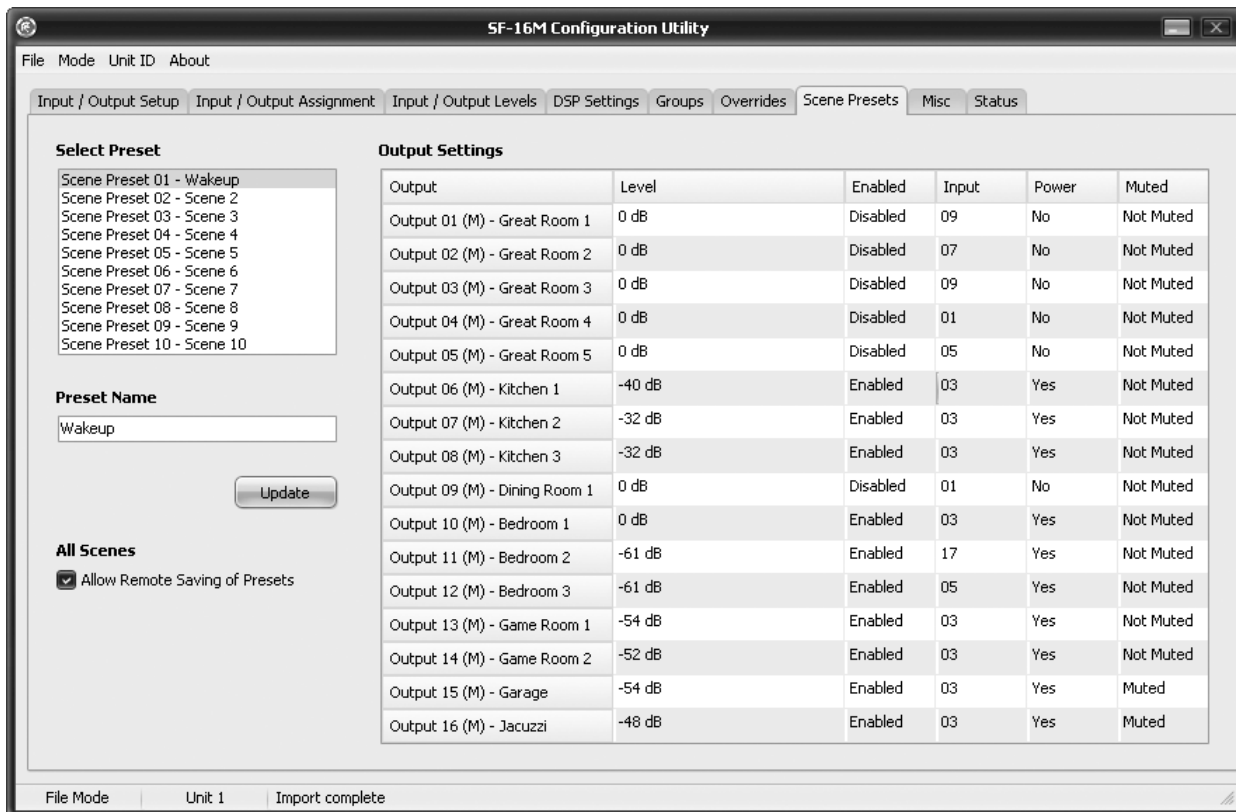 SF-16M Configuration Utility
File Mode Unit ID About
Input / Output Setup Input / Output Assignment Input / Output Levels DSP Settings Groups Overrides Scene Presets Misc Status
Select Preset
Scene Preset 01 - Wakeup
Scene Preset 02 - Scene 2
Scene Preset 03 - Scene 3
Scene Preset 04 - Scene 4
Scene Preset 05 - Scene 5
Scene Preset 06 - Scene 6
Scene Preset 07 - Scene 7
Scene Preset 08 - Scene 8
Scene Preset 09 - Scene 9
Scene Preset 10 - Scene 10
Preset Name
Wakeup
Update
All Scenes
Allow Remote Saving of Presets
Output Settings
Output Level Enabled Input Power Muted
Output 01 (M) - Great Room 1 0 dB Disabled 09 No Not Muted
Output 02 (M) - Great Room 2 0 dB Disabled 07 No Not Muted
Output 03 (M) - Great Room 3 0 dB Disabled 09 No Not Muted
Output 04 (M) - Great Room 4 0 dB Disabled 01 No Not Muted
Output 05 (M) - Great Room 5 0 dB Disabled 05 No Not Muted
Output 06 (M) - Kitchen 1 -40 dB Enabled 03 Yes Not Muted
Output 07 (M) - Kitchen 2 -32 dB Enabled 03 Yes Not Muted
Output 08 (M) - Kitchen 3 -32 dB Enabled 03 Yes Not Muted
Output 09 (M) - Dining Room 1 0 dB Disabled 01 No Not Muted
Output 10 (M) - Bedroom 1 0 dB Enabled 03 Yes Not Muted
Output 11 (M) - Bedroom 2 -61 dB Enabled 17 Yes Not Muted
Output 12 (M) - Bedroom 3 -61 dB Enabled 05 Yes Not Muted
Output 13 (M) - Game Room 1 -54 dB Enabled 03 Yes Not Muted
Output 14 (M) - Game Room 2 -52 dB Enabled 03 Yes Not Muted
Output 15 (M) - Garage -54 dB Enabled 03 Yes Muted
Output 16 (M) - Jacuzzi -48 dB Enabled 03 Yes Muted
File Mode Unit 1 Import complete